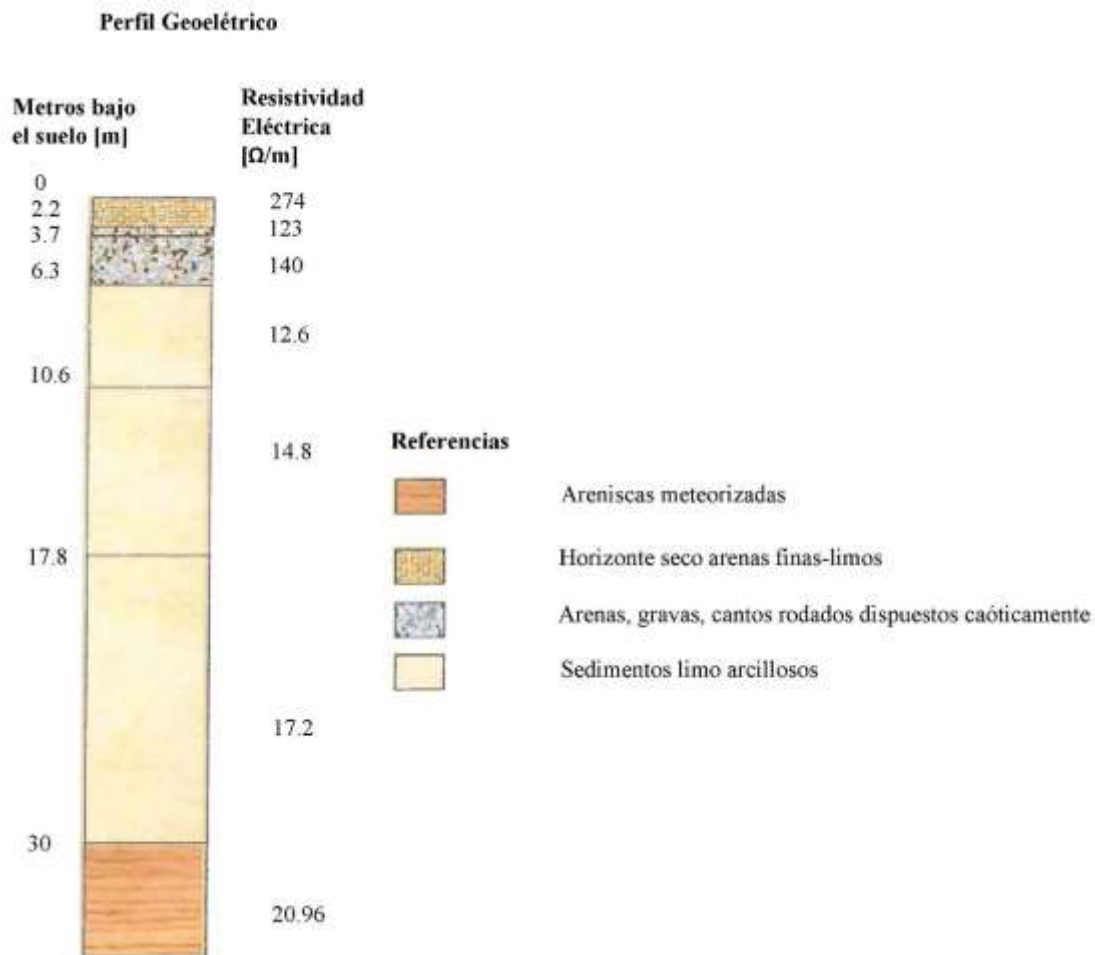 Perfil Geoelétrico
Metros bajo
el suelo [m]
Resistividad
Eléctrica
[Ω/m]
0
2.2
3.7
6.3
10.6
17.8
30
274
123
140
12.6
14.8
17.2
20.96
Referencias
Areniscas meteorizadas
Horizonte seco arenas finas-limos
Arenas, gravas, cantos rodados dispuestos caóticamente
Sedimentos limo arcillosos